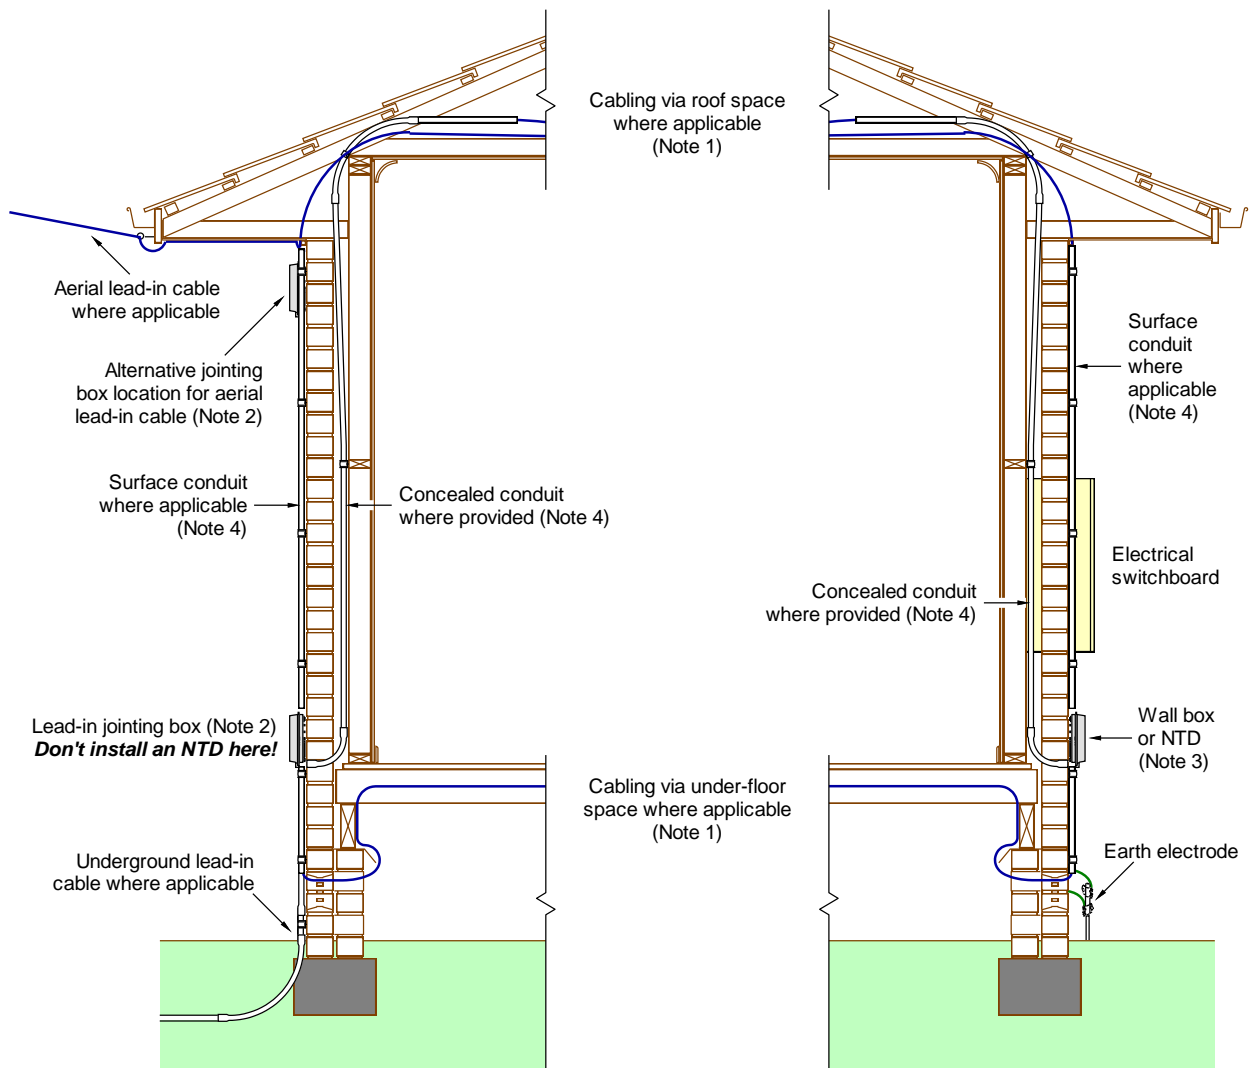 Cabling via roof space
where applicable
(Note 1)
Aerial lead-in cable
where applicable
Alternative jointing
box location for aerial
lead-in cable (Note 2)
Surface
conduit
where
applicable
(Note 4)
Surface conduit
where applicable
(Note 4)
Concealed conduit
where provided (Note 4)
Electrical
switchboard
Concealed conduit
where provided (Note 4)
Lead-in jointing box (Note 2)
Don't install an NTD here!
Wall box
or NTD
(Note 3)
Cabling via under-floor
space where applicable
(Note 1)
Underground lead-in
cable where applicable
Earth electrode